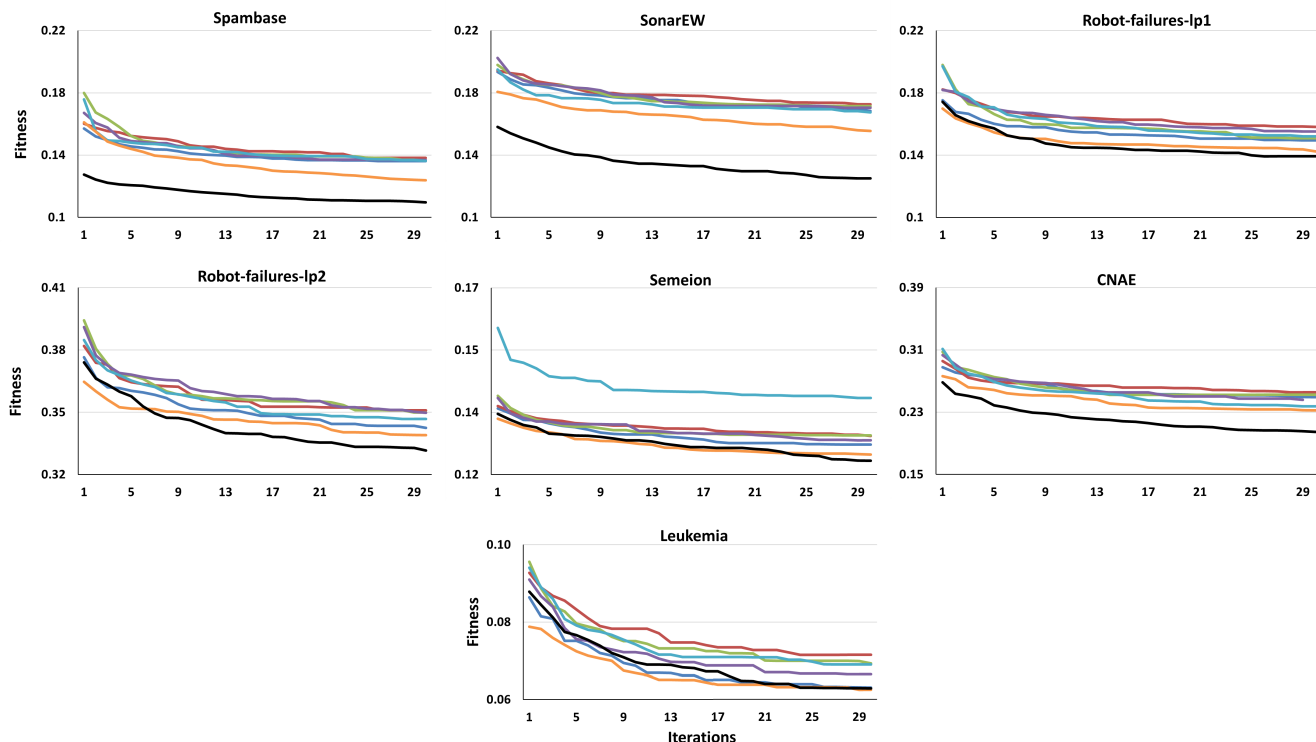 Spambase
SonarEW
Robot-failures-lp1
0.22
0.18
0.14
0.1
Fitness
1 5 9 13 17 21 25 29
0.22
0.18
0.14
0.1
1 5 9 13 17 21 25 29
0.22
0.18
0.14
0.1
1 5 9 13 17 21 25 29
Robot-failures-lp2
Semeion
CNAE
0.41
0.38
0.35
0.32
Fitness
1 5 9 13 17 21 25 29
0.17
0.15
0.14
0.12
1 5 9 13 17 21 25 29
0.39
0.31
0.23
0.15
1 5 9 13 17 21 25 29
Leukemia
0.10
0.08
0.06
Fitness
1 5 9 13 17 21 25 29
Iterations